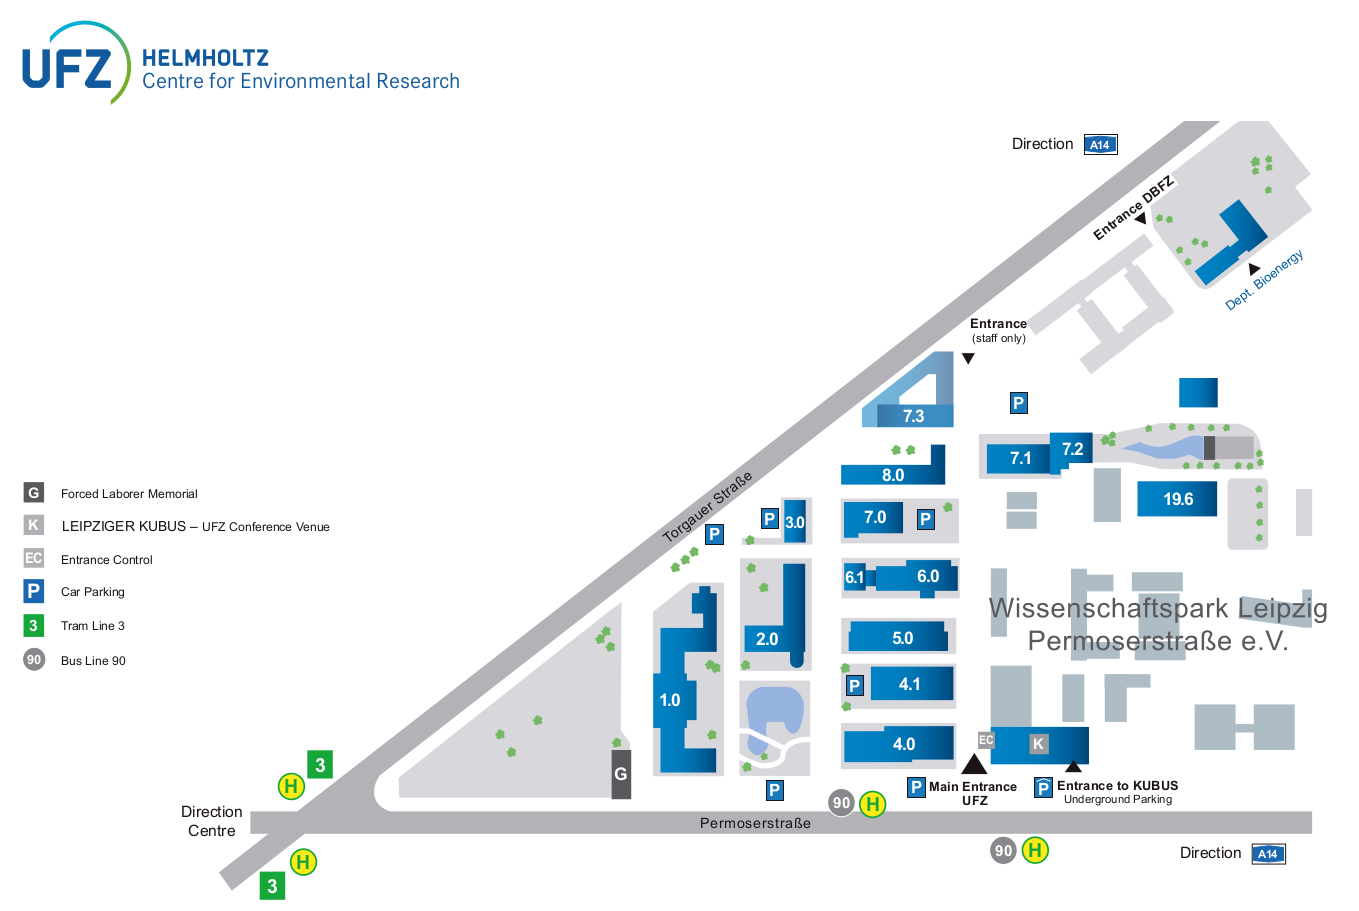 UFZ
HELMHOLTZ
Centre for Environmental Research
Direction A14
Entrance DBFZ
Dept. Bioenergy
Entrance
(staff only)
7.3
P
7.1
7.2
8.0
19.6
Torgauer Straße
P
P
3.0
7.0
P
G Forced Laborer Memorial
K LEIPZIGER KUBUS – UFZ Conference Venue
EC Entrance Control
P Car Parking
3 Tram Line 3
90 Bus Line 90
6.1
6.0
Wissenschaftspark Leipzig
Permoserstraße e.V.
2.0
5.0
1.0
P
4.1
4.0
EC
K
G
3
H
P
P Main Entrance
UFZ
P Entrance to KUBUS
Underground Parking
90 H
Direction
Centre
Permoserstraße
90 H
Direction A14
H
3